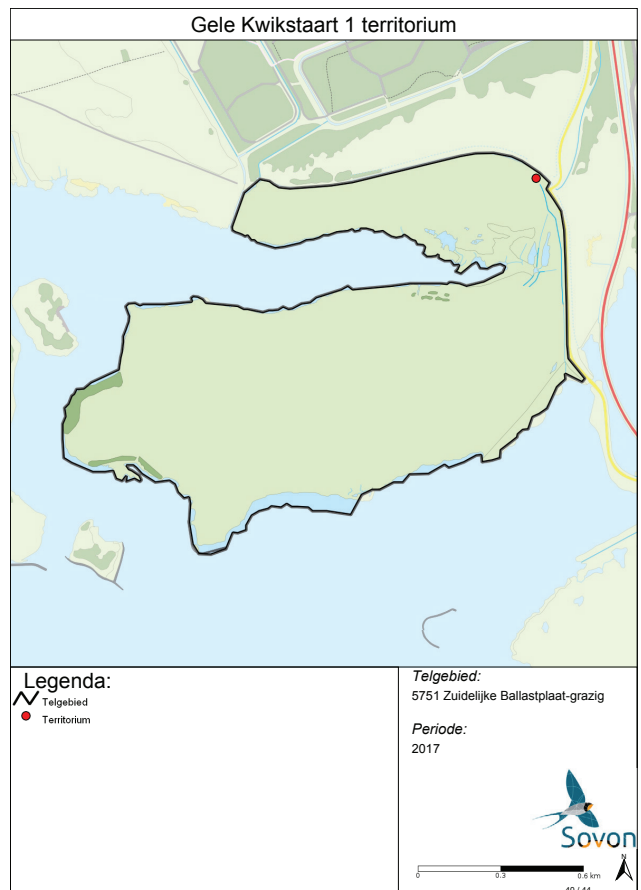 Gele Kwikstaart 1 territorium
Legenda:
Telgebied
Territorium
Telgebied:
5751 Zuidelijke Ballastplaat-grazig
Periode:
2017
Sovon
N
0 0.3 0.6 km